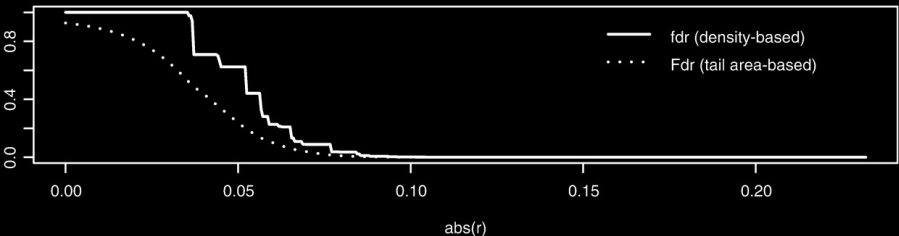 0.8
0.4
0.0
fdr (density-based)
Fdr (tail area-based)
0.00 0.05 0.10 0.15 0.20
abs(r)